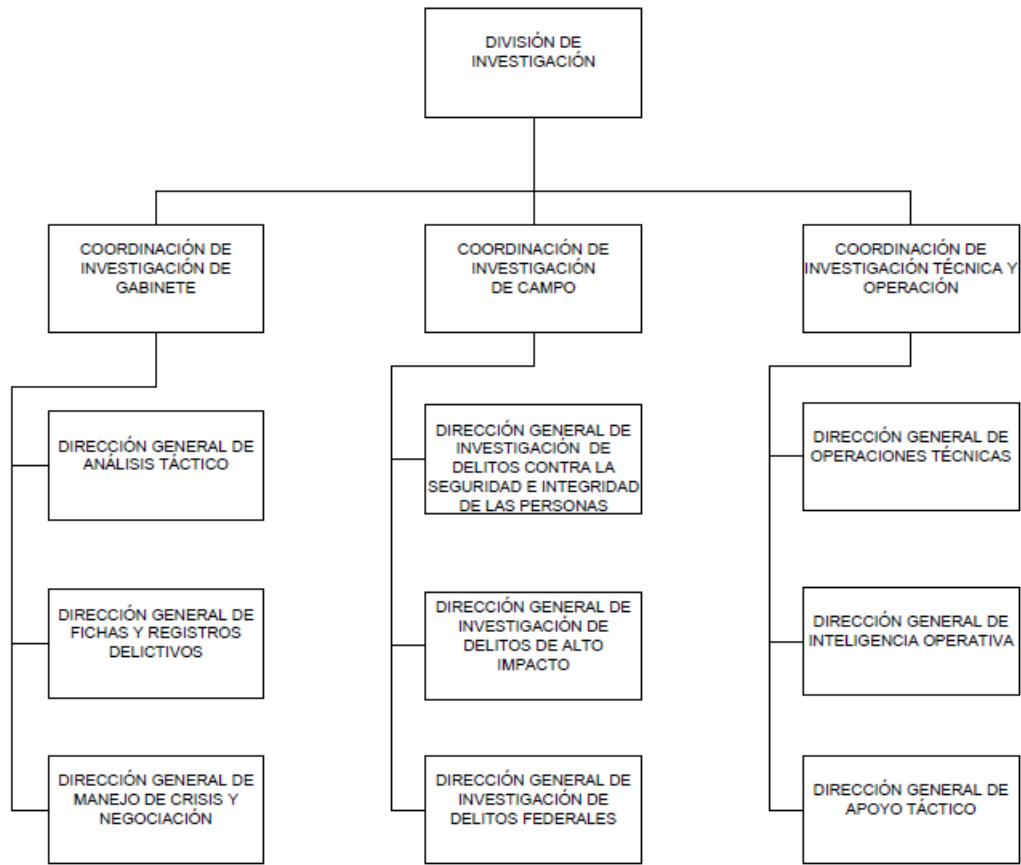 DIVISIÓN DE
INVESTIGACIÓN
COORDINACIÓN DE
INVESTIGACIÓN DE
GABINETE
COORDINACIÓN DE
INVESTIGACIÓN
DE CAMPO
COORDINACIÓN DE
INVESTIGACIÓN TÉCNICA Y
OPERACIÓN
DIRECCIÓN GENERAL DE
ANÁLISIS TÁCTICO
DIRECCIÓN GENERAL DE
INVESTIGACIÓN DE
DELITOS CONTRA LA
SEGURIDAD E INTEGRIDAD
DE LAS PERSONAS
DIRECCIÓN GENERAL DE
OPERACIONES TÉCNICAS
DIRECCIÓN GENERAL DE
FICHAS Y REGISTROS
DELICTIVOS
DIRECCIÓN GENERAL DE
INVESTIGACIÓN DE
DELITOS DE ALTO
IMPACTO
DIRECCIÓN GENERAL DE
INTELIGENCIA OPERATIVA
DIRECCIÓN GENERAL DE
MANEJO DE CRISIS Y
NEGOCIACIÓN
DIRECCIÓN GENERAL DE
INVESTIGACIÓN DE
DELITOS FEDERALES
DIRECCIÓN GENERAL DE
APOYO TÁCTICO